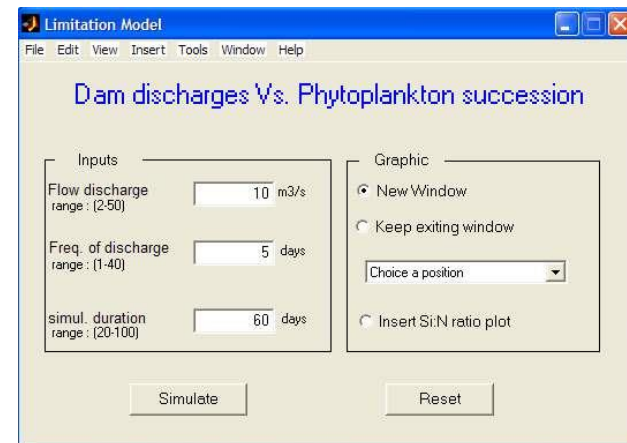 Limitation Model
File Edit View Insert Tools Window Help
Dam discharges Vs. Phytoplankton succession
Inputs
Flow discharge 10 m3/s
range : (2-50)
Freq. of discharge 5 days
range : (1-40)
simul. duration 60 days
range : (20-100)
Graphic
New Window
Keep exiting window
Choice a position
Insert Si:N ratio plot
Simulate
Reset